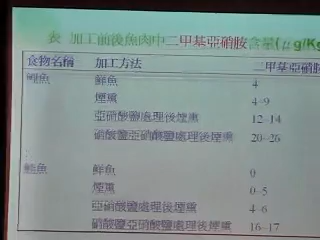 表 加工前後魚肉中二甲基亞硝胺含量(μg/Kg
食物名稱 加工方法 二甲基亞硝胺
鮮魚 4
煙熏 4-9
亞硝酸鹽處理後煙熏 12-14
硝酸鹽亞硝酸鹽處理後煙熏 20-26
鮭魚 鮮魚 0
煙熏 0-5
亞硝酸鹽處理後煙熏 4-6
硝酸鹽亞硝酸鹽處理後煙熏 16-17